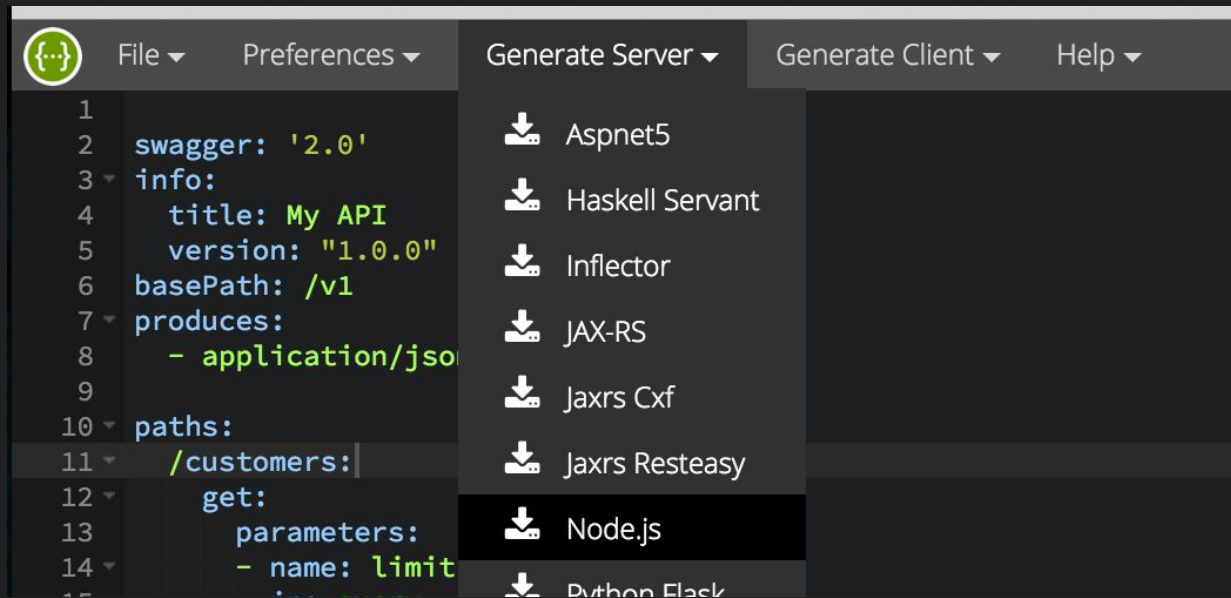 File Preferences Generate Server Generate Client Help
1
2 swagger: '2.0'
3 info:
4 title: My API
5 version: "1.0.0"
6 basePath: /v1
7 produces:
8 - application/jso
9
10 paths:
11 /customers:
12 get:
13 parameters:
14 - name: limit
Aspnet5
Haskell Servant
Inflector
JAX-RS
Jaxrs Cxf
Jaxrs Resteasy
Node.js
Python Flask